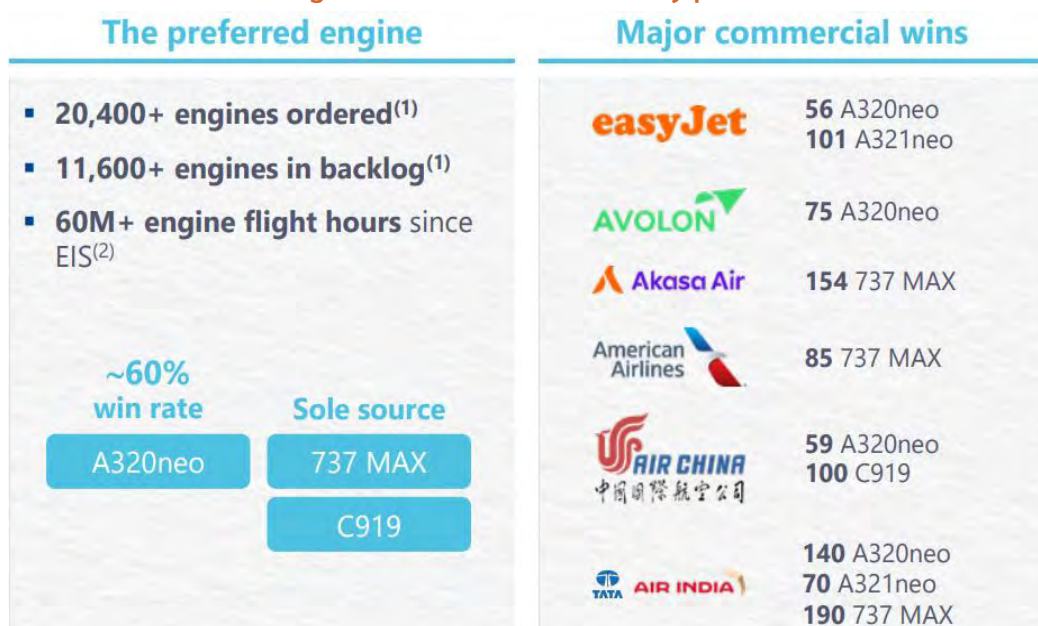 The preferred engine
▪ 20,400+ engines ordered(1)
▪ 11,600+ engines in backlog(1)
▪ 60M+ engine flight hours since
EIS(2)
~60%
win rate
Sole source
A320neo
737 MAX
C919
Major commercial wins
easyJet
56 A320neo
101 A321neo
AVOLON
75 A320neo
Akasa Air
154 737 MAX
American
Airlines
85 737 MAX
AIR CHINA
中國國際航空公司
59 A320neo
100 C919
TATA
AIR INDIA
140 A320neo
70 A321neo
190 737 MAX